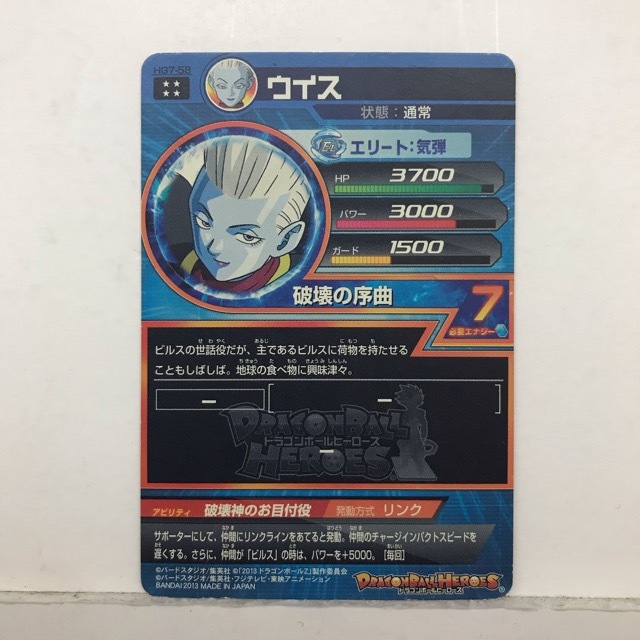 HG7-58
ウイス
状態：通常
エリート：気弾
HP 3700
パワー 3000
ガード 1500
破壊の序曲
7
必要エナジー
ビルスの世話役だが、主であるビルスに荷物を持たせる
こともしばしば。地球の食べ物に興味津々。
DRAGONBALL
ドラゴンボールヒーローズ
HEROES
アビリティ 破壊神のお目付役 発動方式 リンク
サポーターにして、仲間にリンクラインをあてると発動。仲間のチャージインパクトスピードを
遅くする。さらに、仲間が「ビルス」の時は、パワーを+5000。［毎回］
©バードスタジオ/集英社 ©「2013 ドラゴンボールZ」製作委員会
©バードスタジオ/集英社・フジテレビ・東映アニメーション
BANDAI 2013 MADE IN JAPAN
DRAGONBALL HEROES
ドラゴンボールヒーローズ